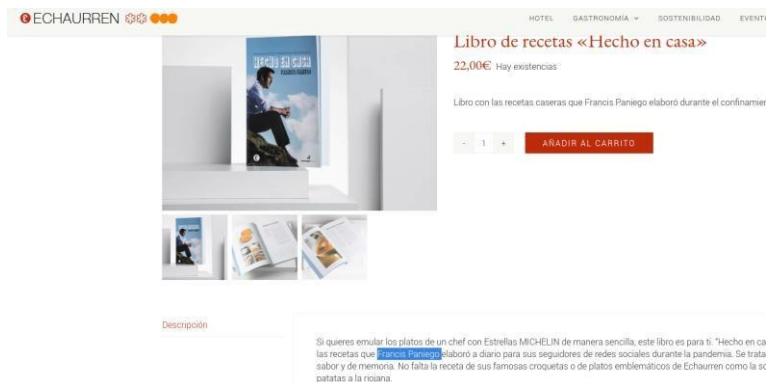 ECHAURREN
HOTEL GASTRONOMÍA SOSTENIBILIDAD EVENTO
Libro de recetas «Hecho en casa»
22,00€ Hay existencias
HECHO EN CASA
FRANCIS PANIEGO
Libro con las recetas caseras que Francis Paniego elaboró durante el confinamien
- 1 + AÑADIR AL CARRITO
Descripción
Si quieres emular los platos de un chef con Estrellas MICHELIN de manera sencilla, este libro es para ti. "Hecho en ca
las recetas que Francis Paniego elaboró a diario para sus seguidores de redes sociales durante la pandemia. Se trata
sabor y de memoria. No falta la receta de sus famosas croquetas o de platos emblemáticos de Echaurren como la so
patatas a la riojana.